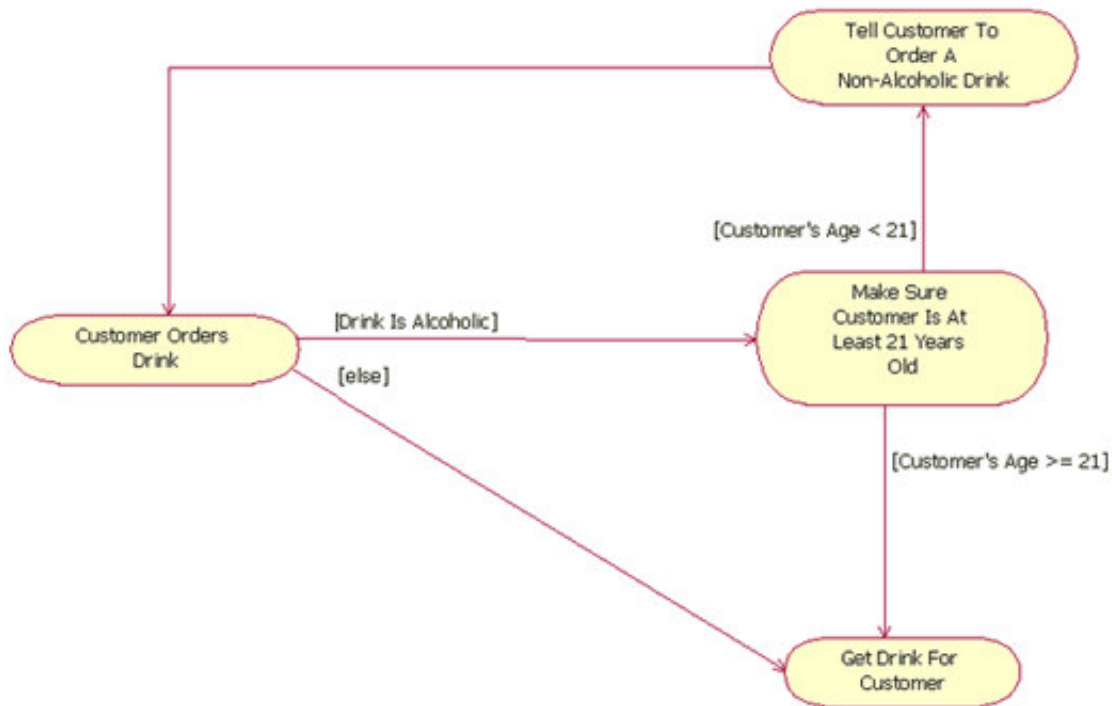 Tell Customer To
Order A
Non-Alcoholic Drink
[Customer's Age < 21]
Make Sure
Customer Is At
Least 21 Years
Old
[Drink Is Alcoholic]
Customer Orders
Drink
[else]
[Customer's Age >= 21]
Get Drink For
Customer